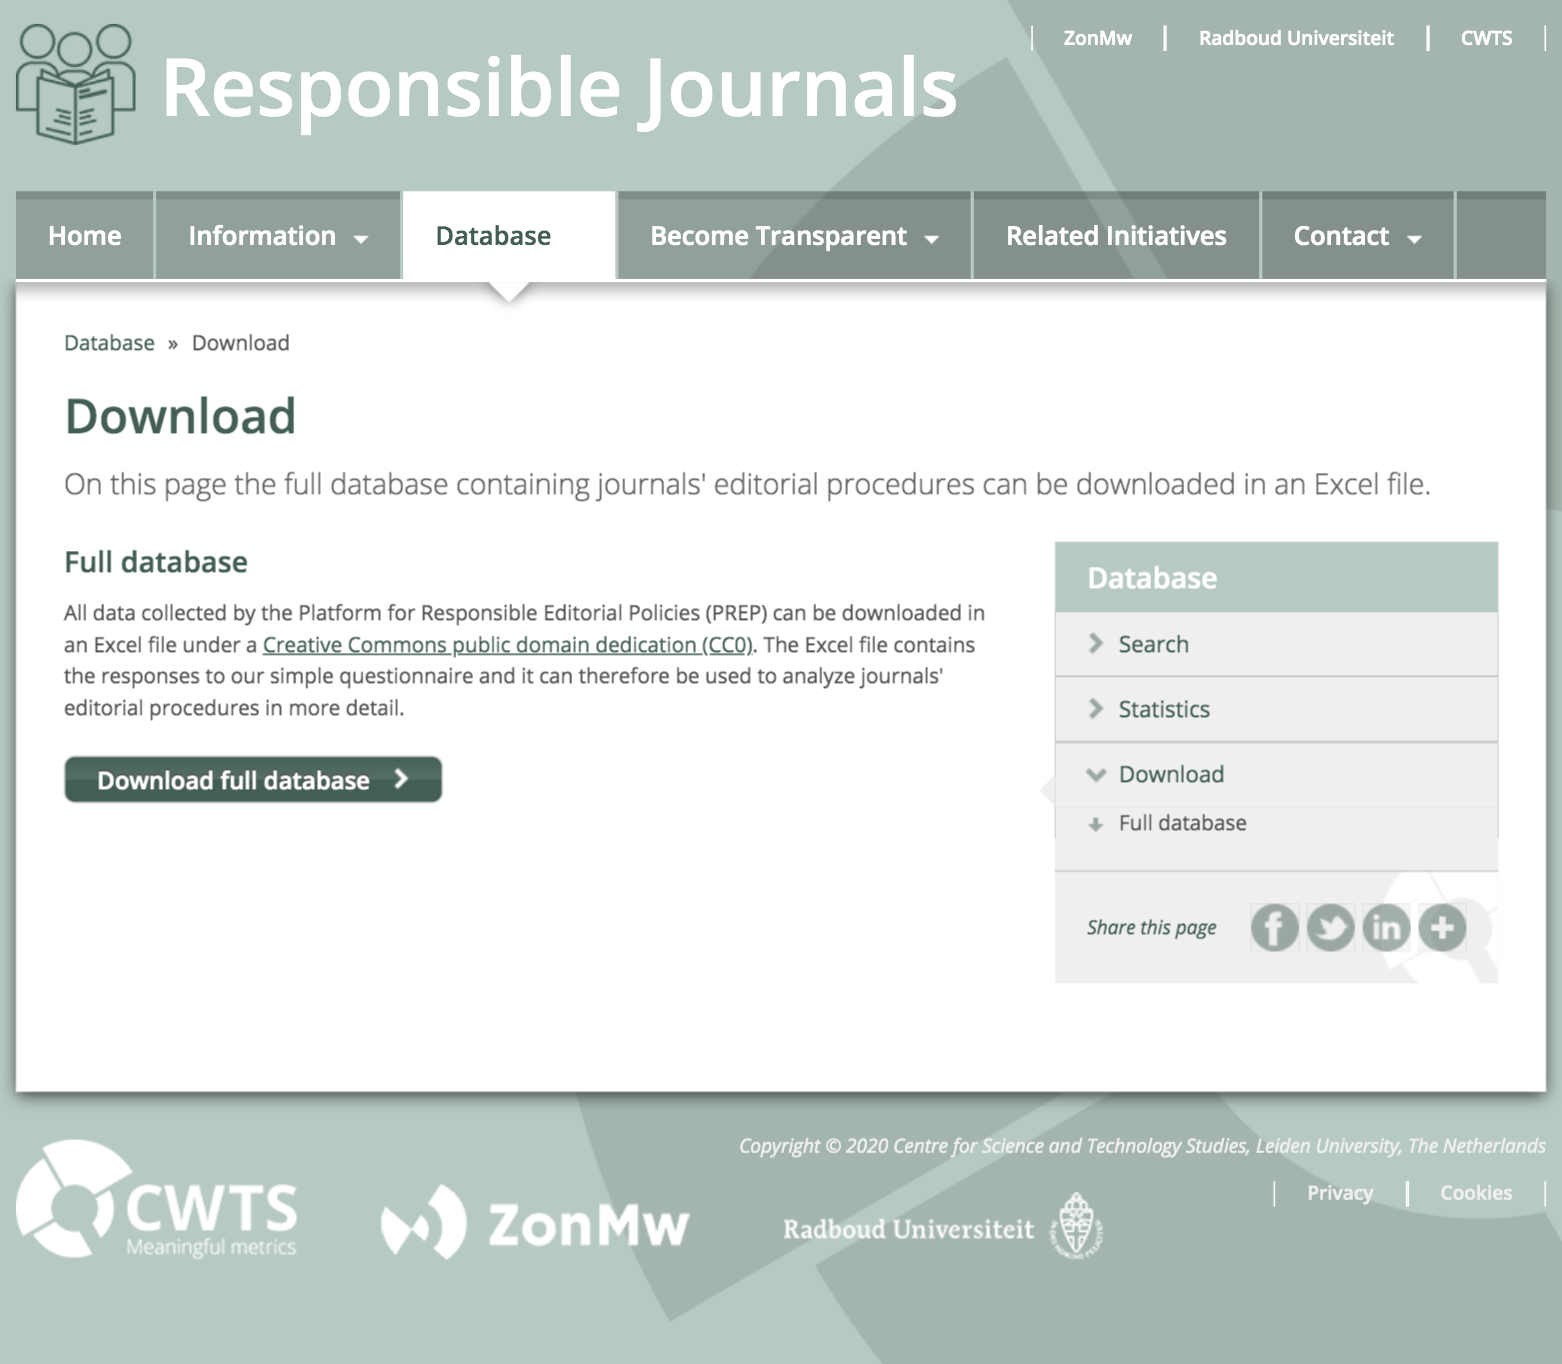 ZonMw
Radboud Universiteit
CWTS
Responsible Journals
Home
Information
Database
Become Transparent
Related Initiatives
Contact
Database » Download
Download
On this page the full database containing journals' editorial procedures can be downloaded in an Excel file.
Full database
All data collected by the Platform for Responsible Editorial Policies (PREP) can be downloaded in
an Excel file under a Creative Commons public domain dedication (CC0). The Excel file contains
the responses to our simple questionnaire and it can therefore be used to analyze journals'
editorial procedures in more detail.
Download full database
Database
Search
Statistics
Download
Full database
Share this page
Copyright © 2020 Centre for Science and Technology Studies, Leiden University, The Netherlands
Privacy
Cookies
CWTS
Meaningful metrics
ZonMw
Radboud Universiteit